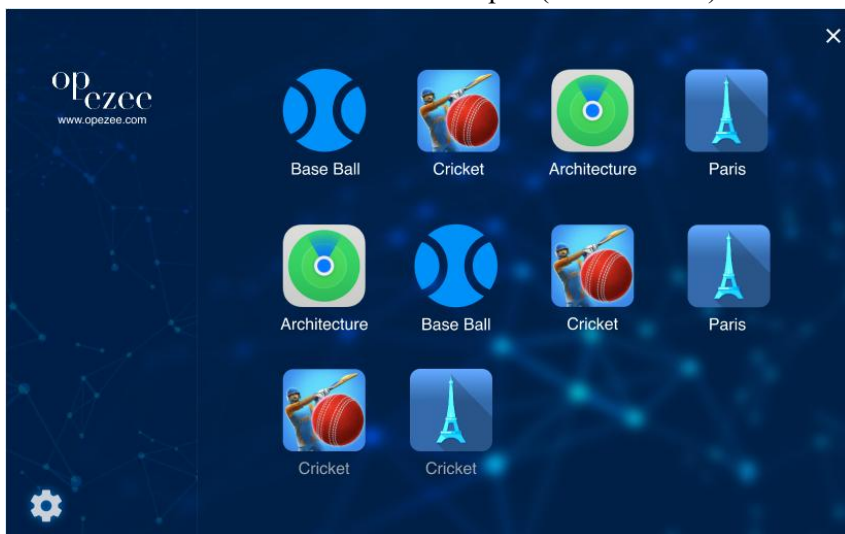 op
ezee
www.opezee.com
Base Ball
Cricket
Architecture
Paris
Architecture
Base Ball
Cricket
Paris
Cricket
Cricket